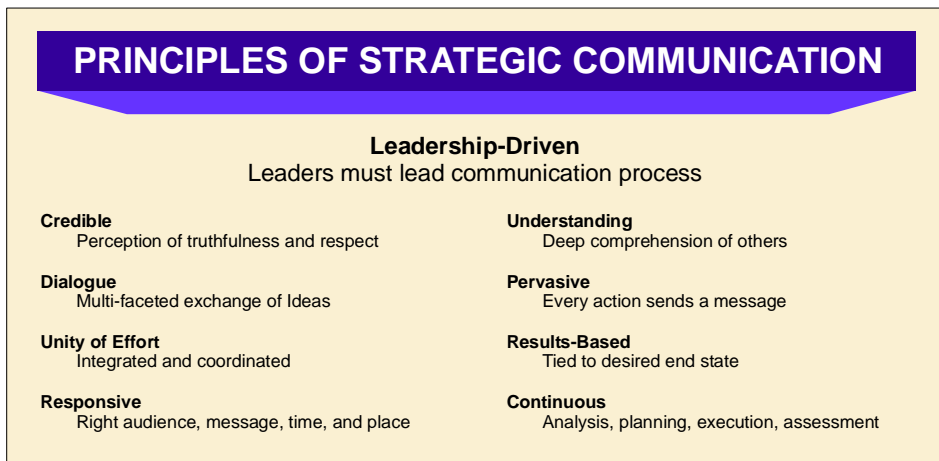 PRINCIPLES OF STRATEGIC COMMUNICATION
Leadership-Driven
Leaders must lead communication process
Credible
Perception of truthfulness and respect
Dialogue
Multi-faceted exchange of Ideas
Unity of Effort
Integrated and coordinated
Responsive
Right audience, message, time, and place
Understanding
Deep comprehension of others
Pervasive
Every action sends a message
Results-Based
Tied to desired end state
Continuous
Analysis, planning, execution, assessment